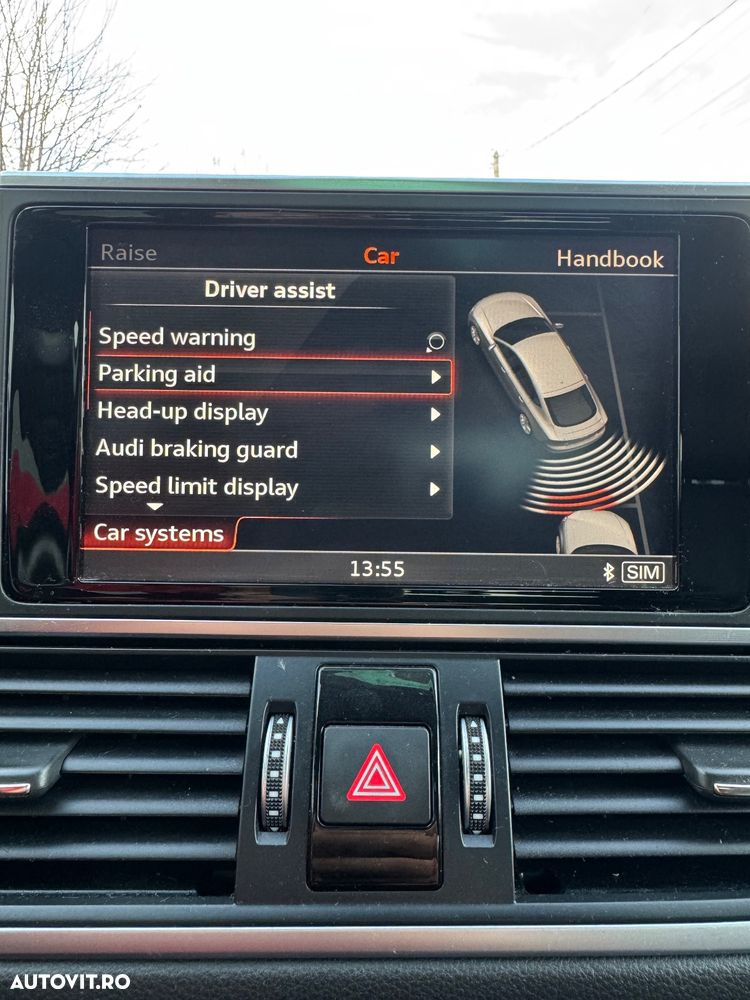 Raise Car Handbook
Driver assist
Speed warning
Parking aid
Head-up display
Audi braking guard
Speed limit display
Car systems
13:55 SIM
AUTOVIT.RO